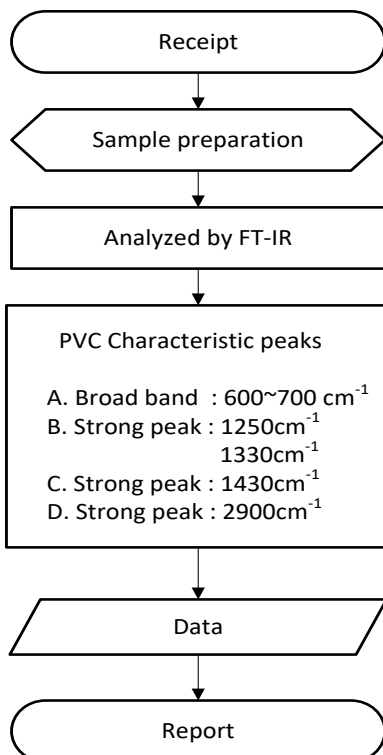 Receipt
Sample preparation
Analyzed by FT-IR
PVC Characteristic peaks
A. Broad band : 600~700 cm⁻¹
B. Strong peak : 1250cm⁻¹
1330cm⁻¹
C. Strong peak : 1430cm⁻¹
D. Strong peak : 2900cm⁻¹
Data
Report